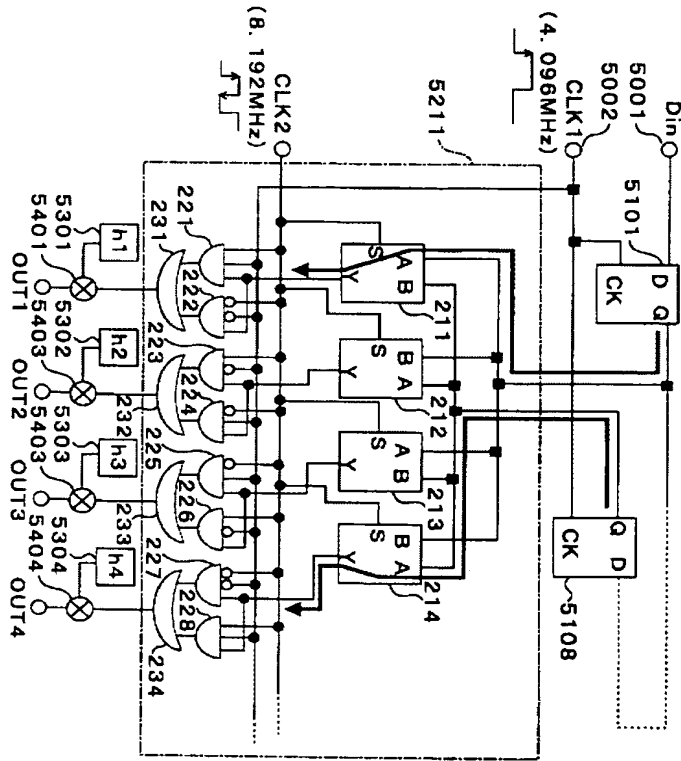 Din
5001
5002
CLK1
(4. 096MHz)
5101
D Q
CK
Q D
CK
5108
5211
CLK2
(8. 192MHz)
S A B Y
211
S B A Y
212
S A B Y
213
S B A Y
214
221
222
223
224
225
226
227
228
231
232
233
234
h1
h2
h3
h4
5301
5401
5302
5403
5303
5403
5304
5404
OUT1
OUT2
OUT3
OUT4